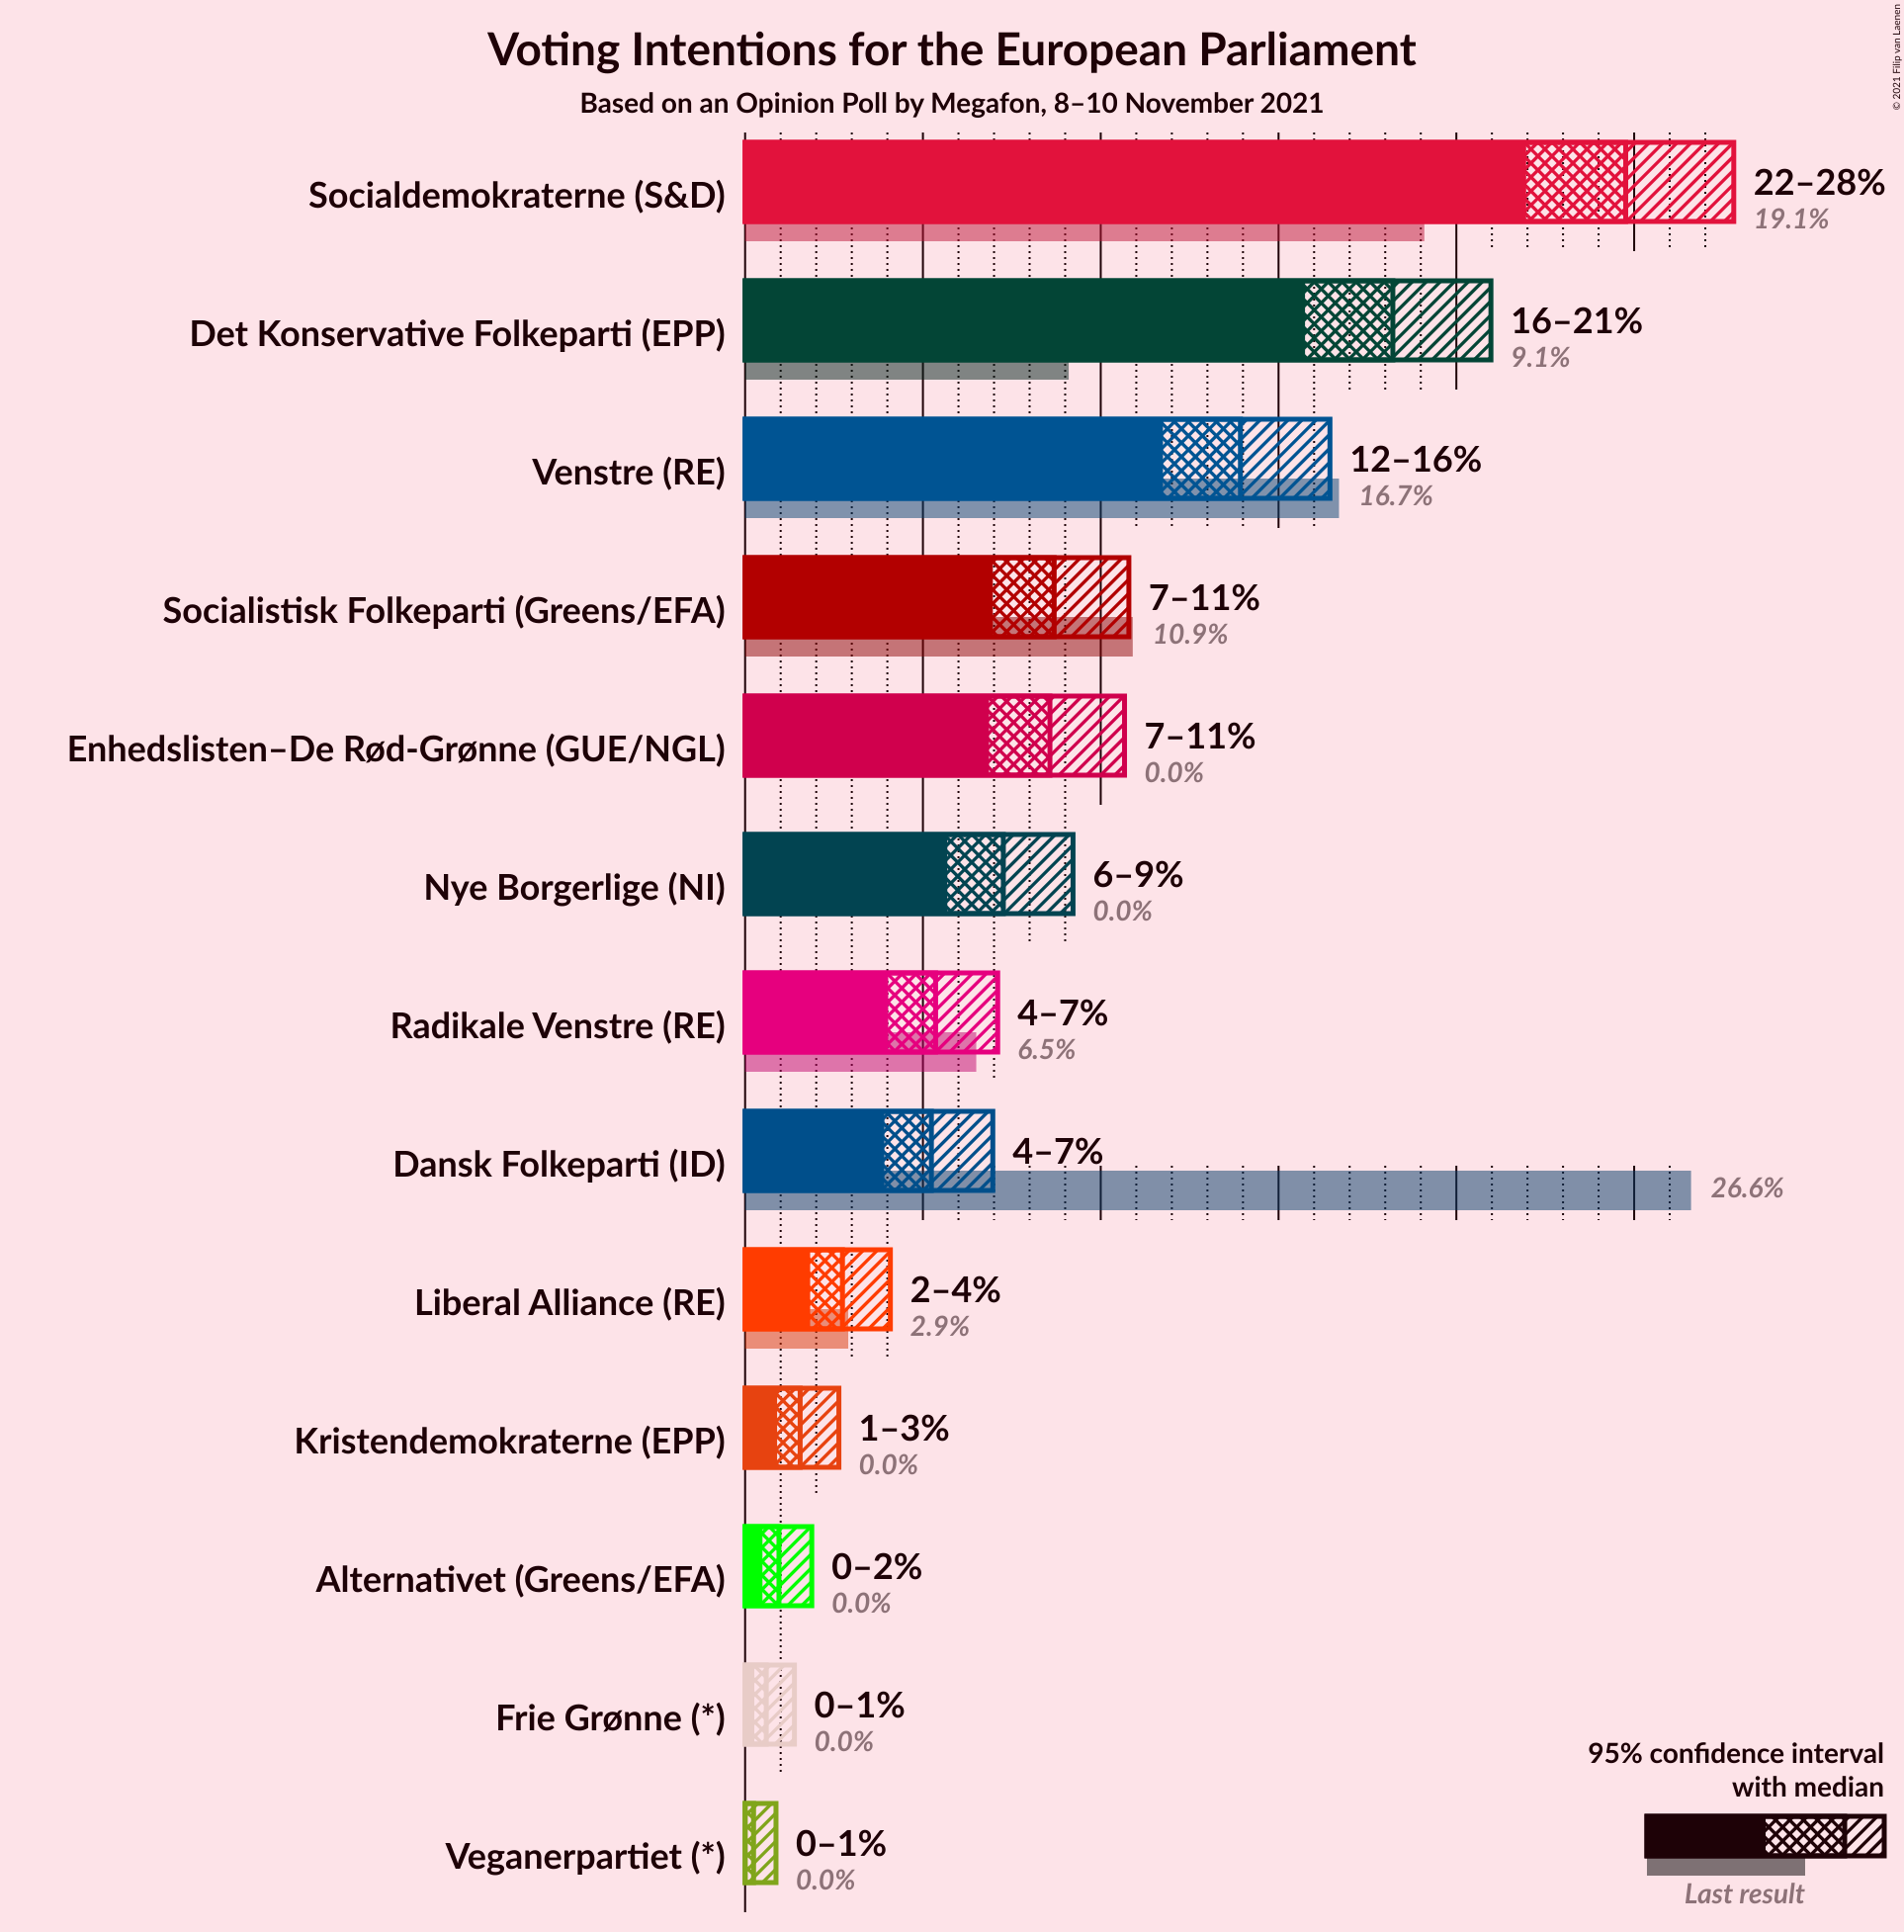 Voting Intentions for the European Parliament
Based on an Opinion Poll by Megafon, 8–10 November 2021
© 2021 Filip van Laenen
Socialdemokraterne (S&D)
22–28%
19.1%
Det Konservative Folkeparti (EPP)
16–21%
9.1%
Venstre (RE)
12–16%
16.7%
Socialistisk Folkeparti (Greens/EFA)
7–11%
10.9%
Enhedslisten–De Rød-Grønne (GUE/NGL)
7–11%
0.0%
Nye Borgerlige (NI)
6–9%
0.0%
Radikale Venstre (RE)
4–7%
6.5%
Dansk Folkeparti (ID)
4–7%
26.6%
Liberal Alliance (RE)
2–4%
2.9%
Kristendemokraterne (EPP)
1–3%
0.0%
Alternativet (Greens/EFA)
0–2%
0.0%
Frie Grønne (*)
0–1%
0.0%
Veganerpartiet (*)
0–1%
0.0%
95% confidence interval
with median
Last result